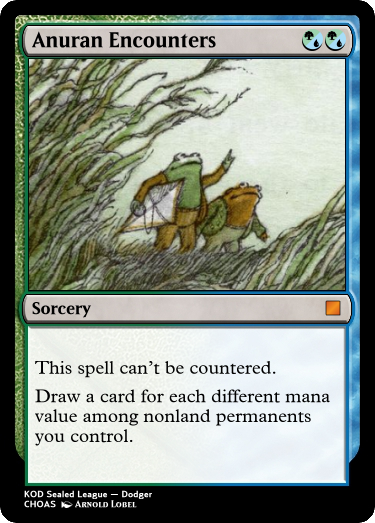 Anuran Encounters
Sorcery
This spell can't be countered.
Draw a card for each different mana
value among nonland permanents
you control.
KOD Sealed League — Dodger
CHOAS Arnold Lobel